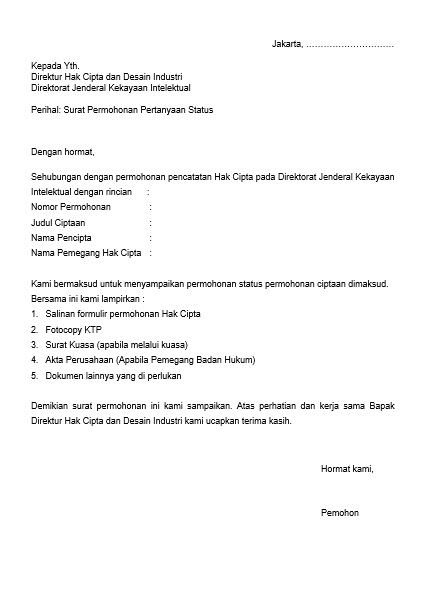 Jakarta, …………………………
Kepada Yth.
Direktur Hak Cipta dan Desain Industri
Direktorat Jenderal Kekayaan Intelektual
Perihal: Surat Permohonan Pertanyaan Status
Dengan hormat,
Sehubungan dengan permohonan pencatatan Hak Cipta pada Direktorat Jenderal Kekayaan
Intelektual dengan rincian :
Nomor Permohonan :
Judul Ciptaan :
Nama Pencipta :
Nama Pemegang Hak Cipta :
Kami bermaksud untuk menyampaikan permohonan status permohonan ciptaan dimaksud.
Bersama ini kami lampirkan :
1. Salinan formulir permohonan Hak Cipta
2. Fotocopy KTP
3. Surat Kuasa (apabila melalui kuasa)
4. Akta Perusahaan (Apabila Pemegang Badan Hukum)
5. Dokumen lainnya yang di perlukan
Demikian surat permohonan ini kami sampaikan. Atas perhatian dan kerja sama Bapak
Direktur Hak Cipta dan Desain Industri kami ucapkan terima kasih.
Hormat kami,
Pemohon